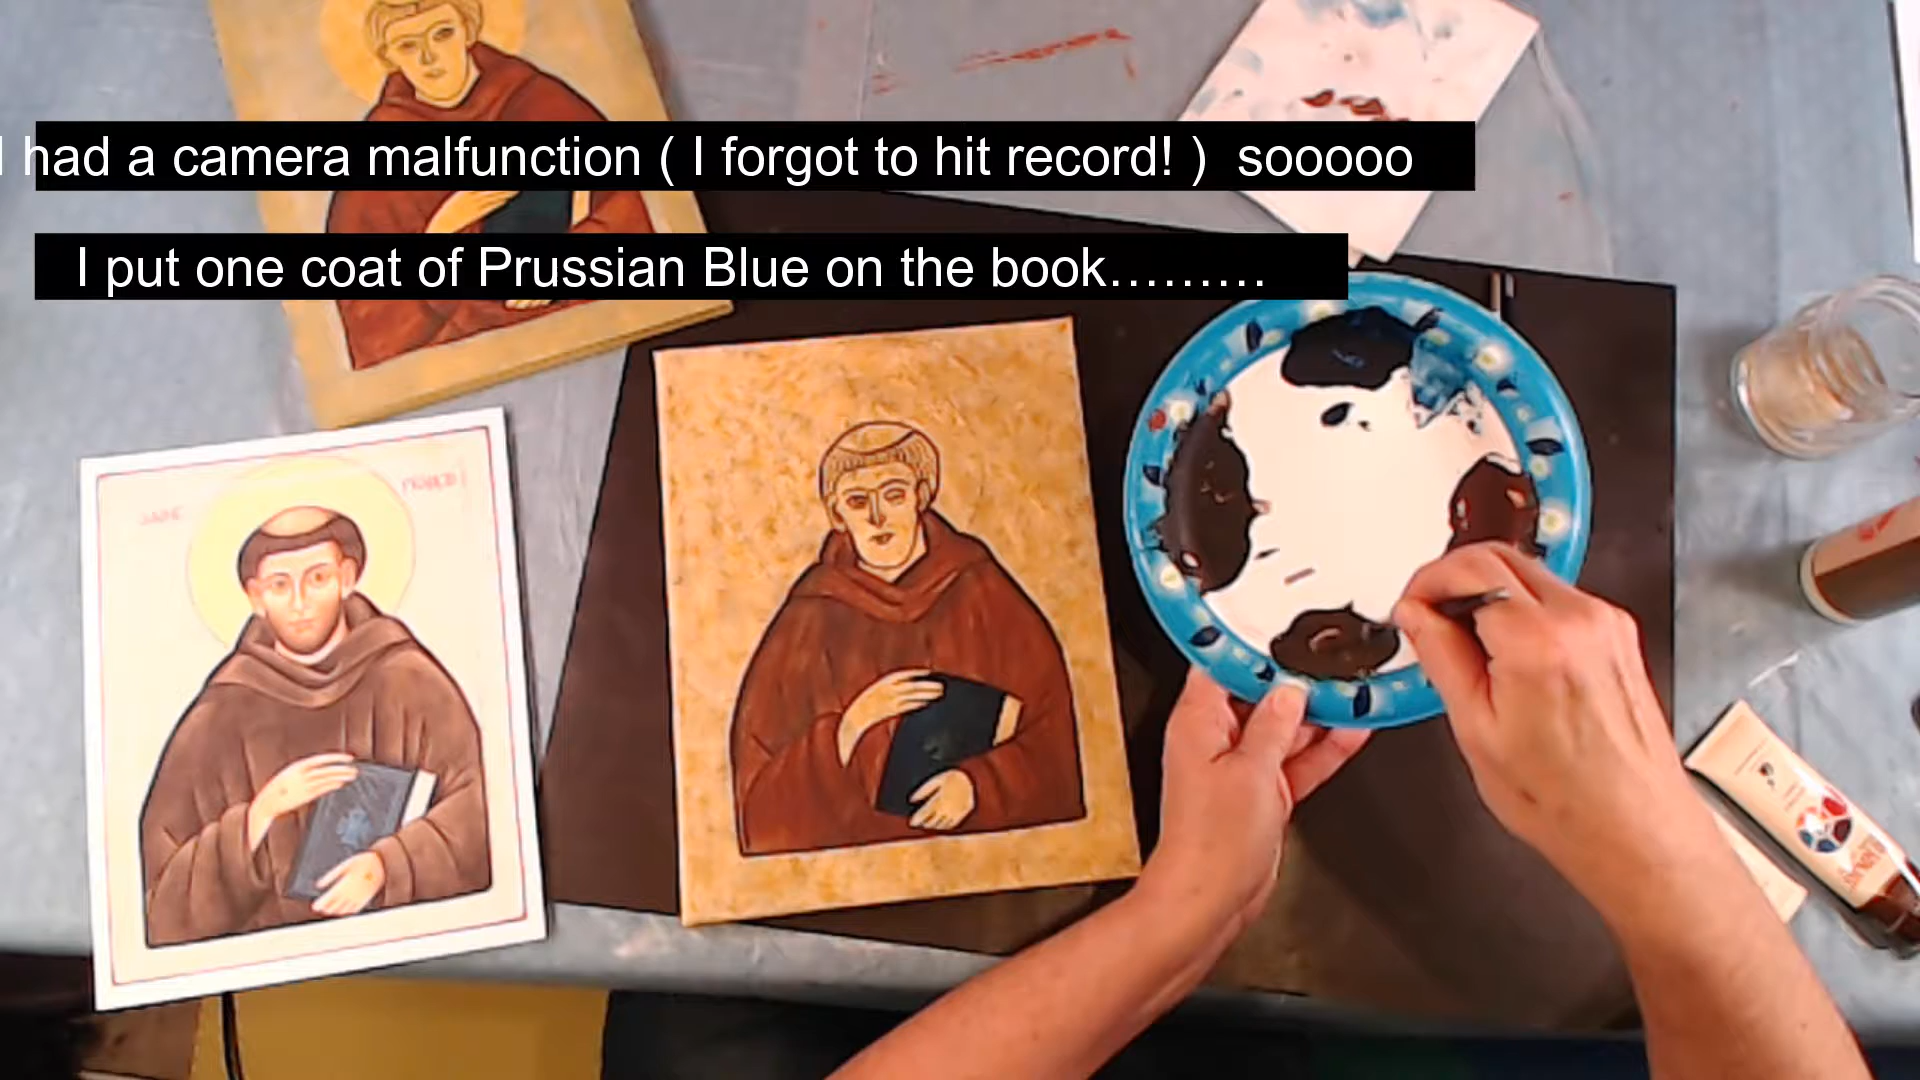 I had a camera malfunction ( I forgot to hit record! ) sooooo
I put one coat of Prussian Blue on the book………